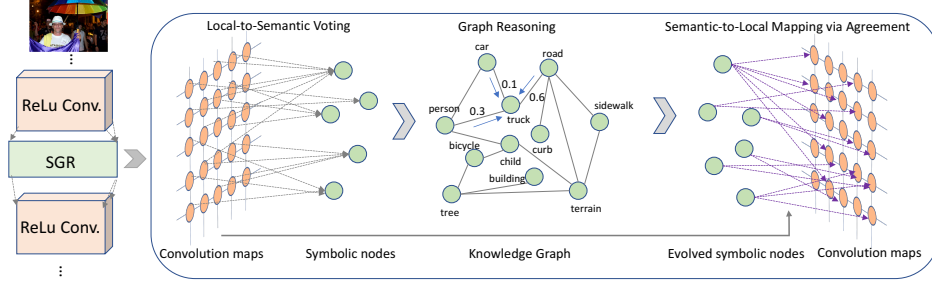 Local-to-Semantic Voting
Graph Reasoning
Semantic-to-Local Mapping via Agreement
...
ReLu Conv.
SGR
ReLu Conv.
...
car
road
0.1
0.6
person
0.3
truck
sidewalk
bicycle
child
curb
building
tree
terrain
Convolution maps
Symbolic nodes
Knowledge Graph
Evolved symbolic nodes
Convolution maps